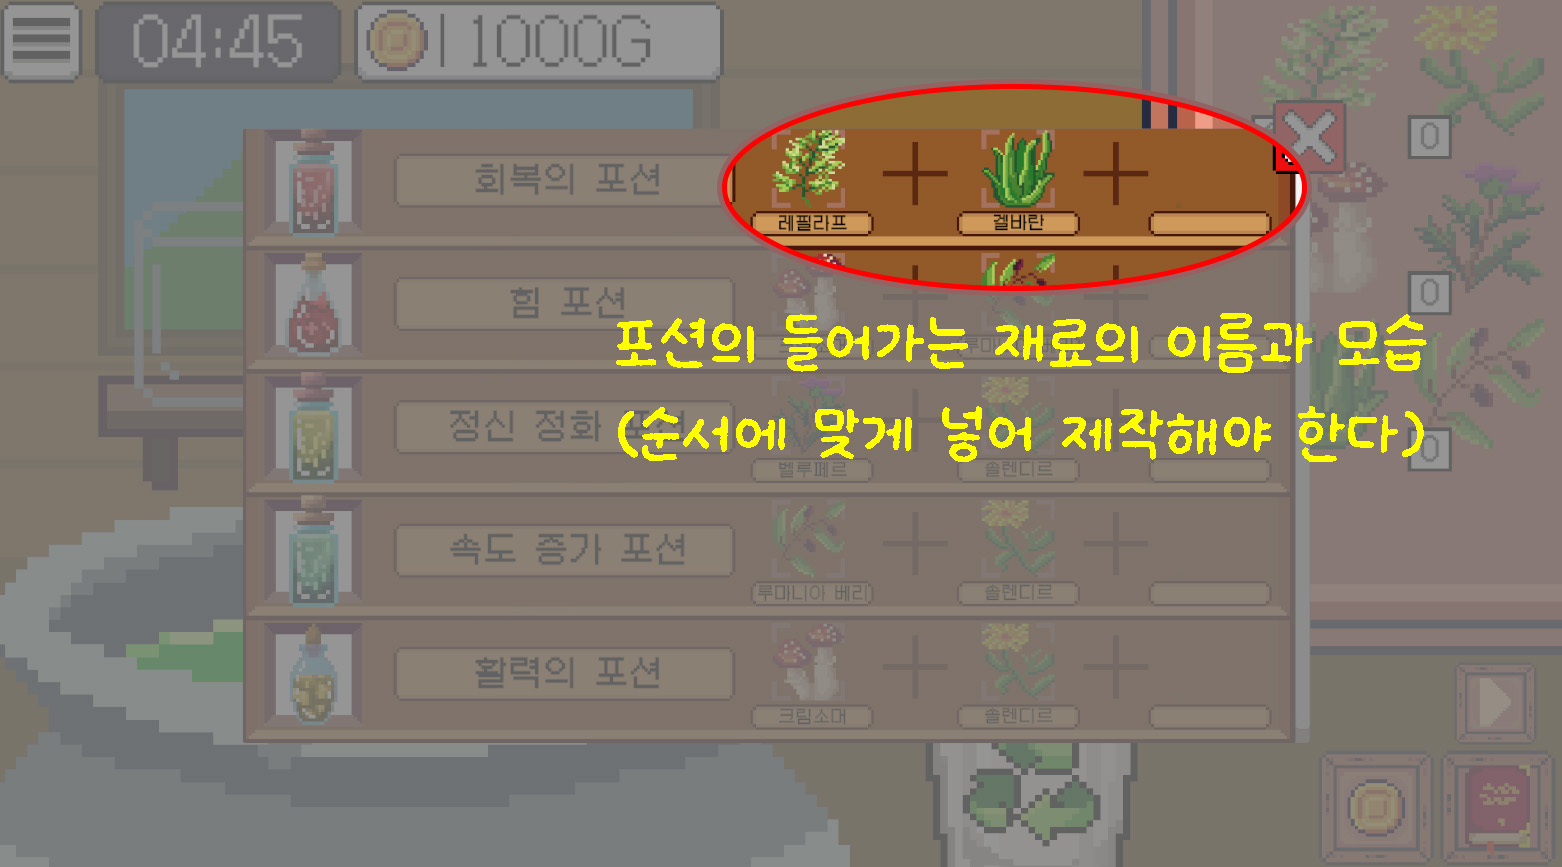 04:45
1000G
회복의 포션
레필라프
겔바란
0
힘 포션
0
포션의 들어가는 재료의 이름과 모습
정신 정화 포션
(순서에 맞게 넣어 제작해야 한다)
벨루페르
솔렌디르
0
속도 증가 포션
루마니아 베리
솔렌디르
활력의 포션
크림소머
솔렌디르